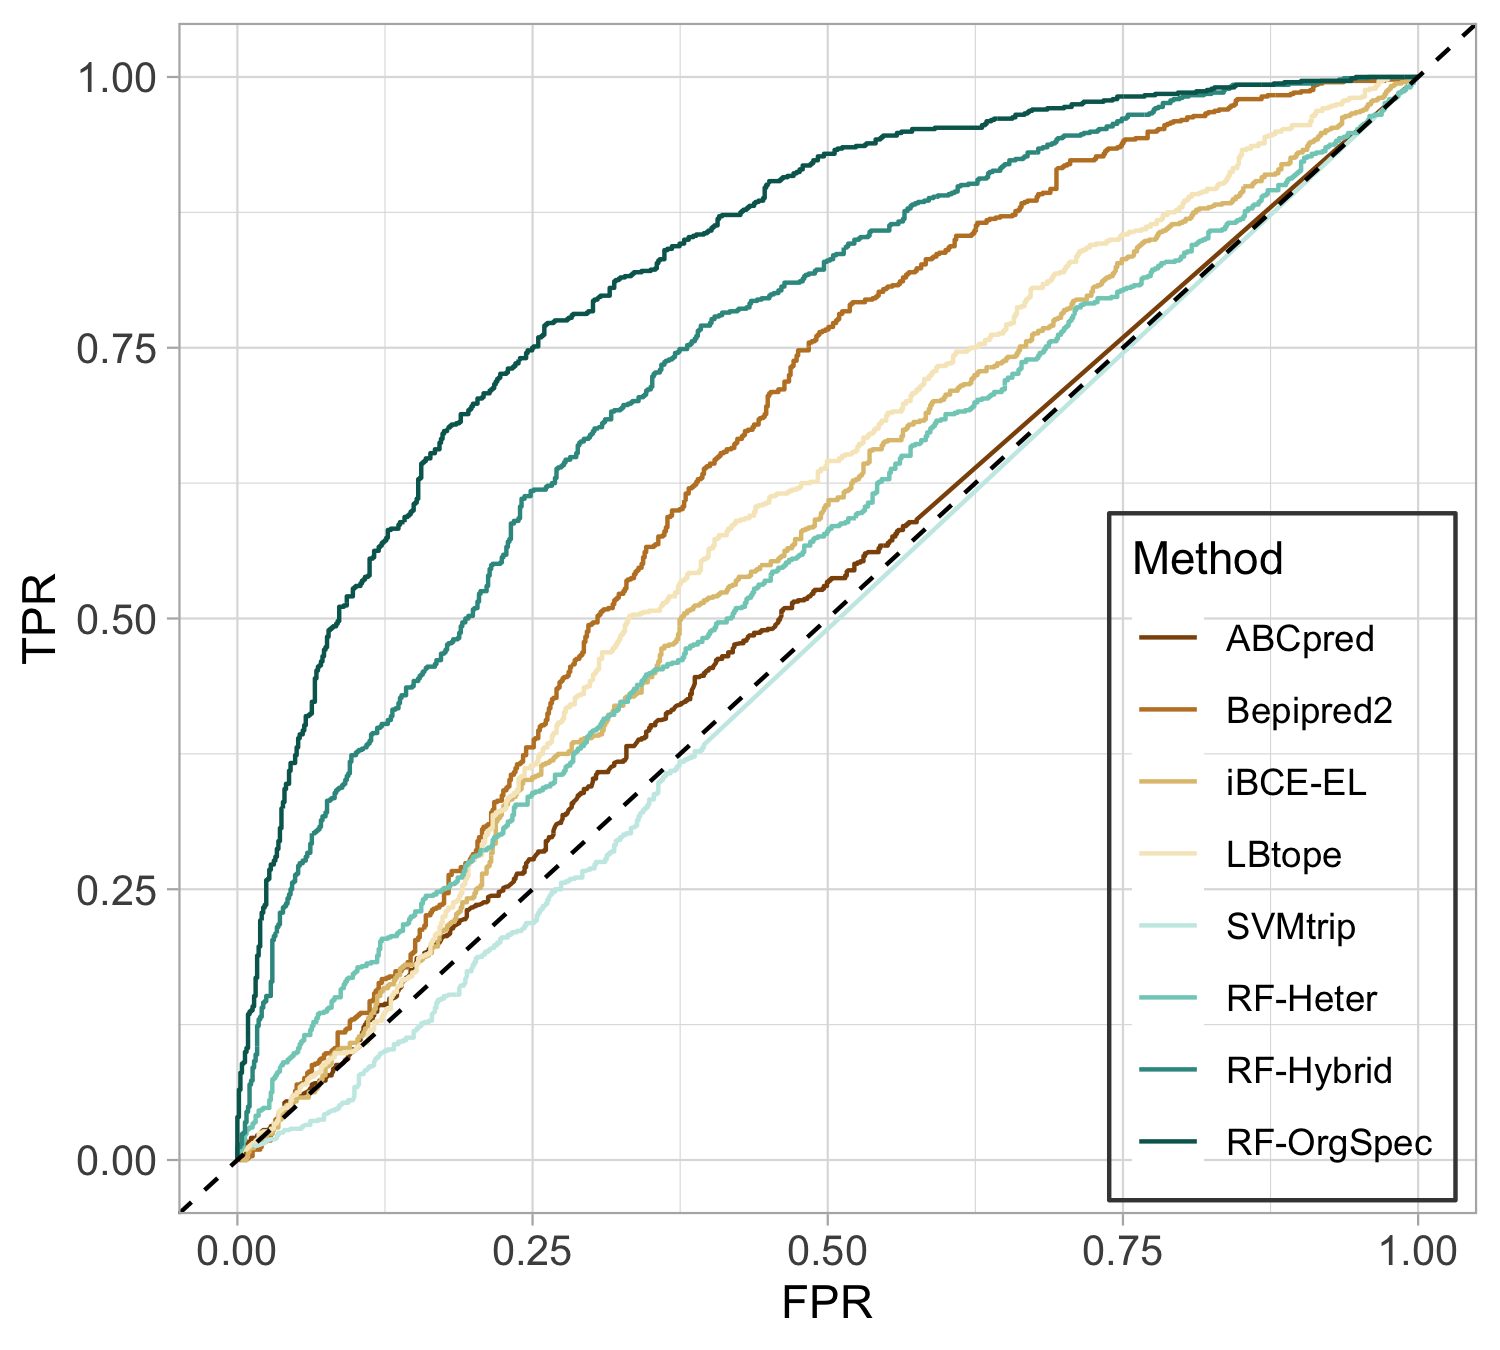 1.00
0.75
0.50
0.25
0.00
TPR
Method
ABCpred
Bepipred2
iBCE-EL
LBtope
SVMtrip
RF-Heter
RF-Hybrid
RF-OrgSpec
0.00 0.25 0.50 0.75 1.00
FPR